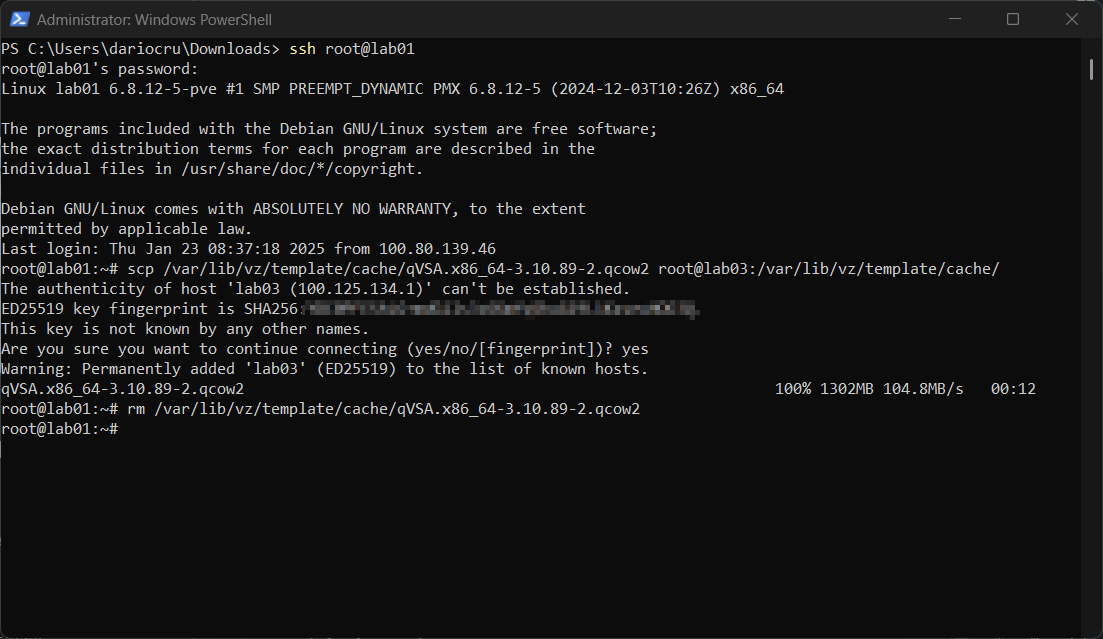 Administrator: Windows PowerShell
PS C:\Users\dariocru\Downloads> ssh root@lab01
root@lab01's password:
Linux lab01 6.8.12-5-pve #1 SMP PREEMPT_DYNAMIC PMX 6.8.12-5 (2024-12-03T10:26Z) x86_64
The programs included with the Debian GNU/Linux system are free software;
the exact distribution terms for each program are described in the
individual files in /usr/share/doc/*/copyright.
Debian GNU/Linux comes with ABSOLUTELY NO WARRANTY, to the extent
permitted by applicable law.
Last login: Thu Jan 23 08:37:18 2025 from 100.80.139.46
root@lab01:~# scp /var/lib/vz/template/cache/qVSA.x86_64-3.10.89-2.qcow2 root@lab03:/var/lib/vz/template/cache/
The authenticity of host 'lab03 (100.125.134.1)' can't be established.
ED25519 key fingerprint is SHA256:
This key is not known by any other names.
Are you sure you want to continue connecting (yes/no/[fingerprint])? yes
Warning: Permanently added 'lab03' (ED25519) to the list of known hosts.
qVSA.x86_64-3.10.89-2.qcow2 100% 1302MB 104.8MB/s 00:12
root@lab01:~# rm /var/lib/vz/template/cache/qVSA.x86_64-3.10.89-2.qcow2
root@lab01:~#